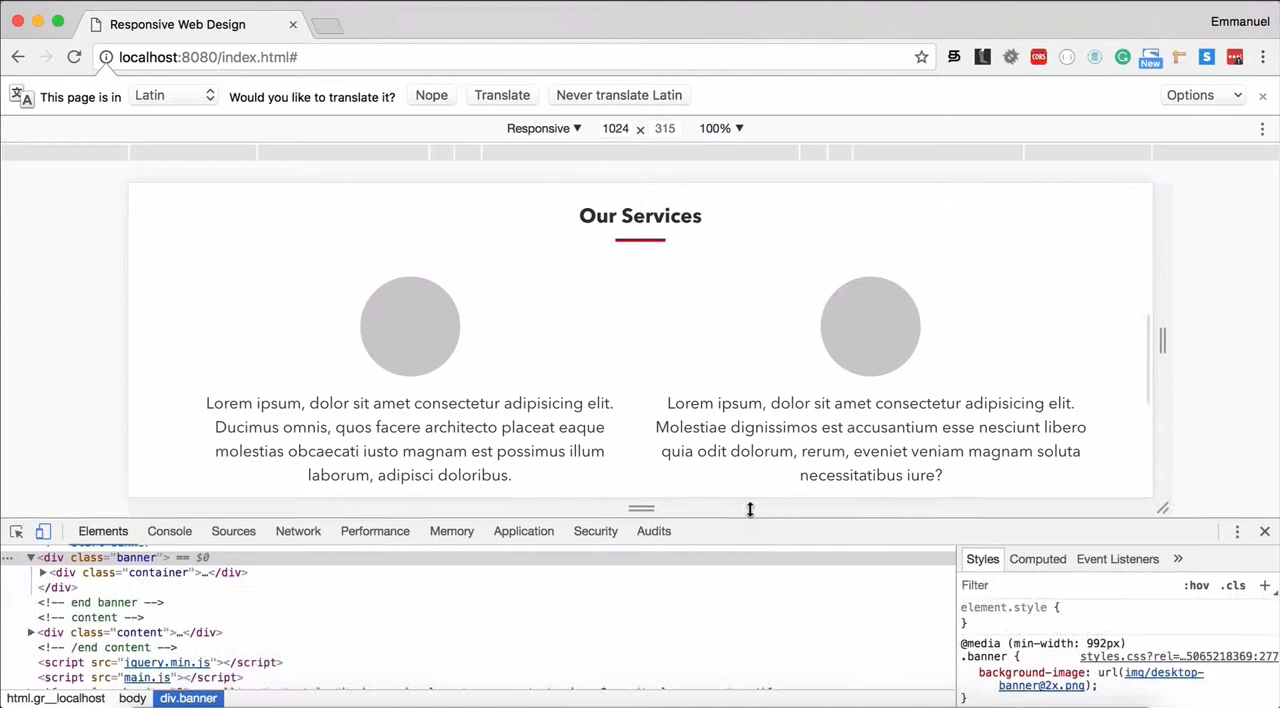 Responsive Web Design
Emmanuel
localhost:8080/index.html#
CORS
New
S
This page is in Latin Would you like to translate it? Nope Translate Never translate Latin Options
Responsive 1024 × 315 100%
Our Services
Lorem ipsum, dolor sit amet consectetur adipisicing elit.
Ducimus omnis, quos facere architecto placeat eaque
molestias obcaecati iusto magnam est possimus illum
laborum, adipisci doloribus.
Lorem ipsum, dolor sit amet consectetur adipisicing elit.
Molestiae dignissimos est accusantium esse nesciunt libero
quia odit dolorum, rerum, eveniet veniam magnam soluta
necessitatibus iure?
Elements Console Sources Network Performance Memory Application Security Audits
<div class="banner"> == $0
<div class="container">…</div>
</div>
<!-- end banner -->
<!-- content -->
<div class="content">…</div>
<!-- /end content -->
<script src="jquery.min.js"></script>
<script src="main.js"></script>
html.gr__localhost body div.banner
Styles Computed Event Listeners »
Filter :hov .cls +
element.style {
}
@media (min-width: 992px)
.banner { styles.css?rel=…5065218369:277
background-image: url(img/desktop-
banner@2x.png);
}